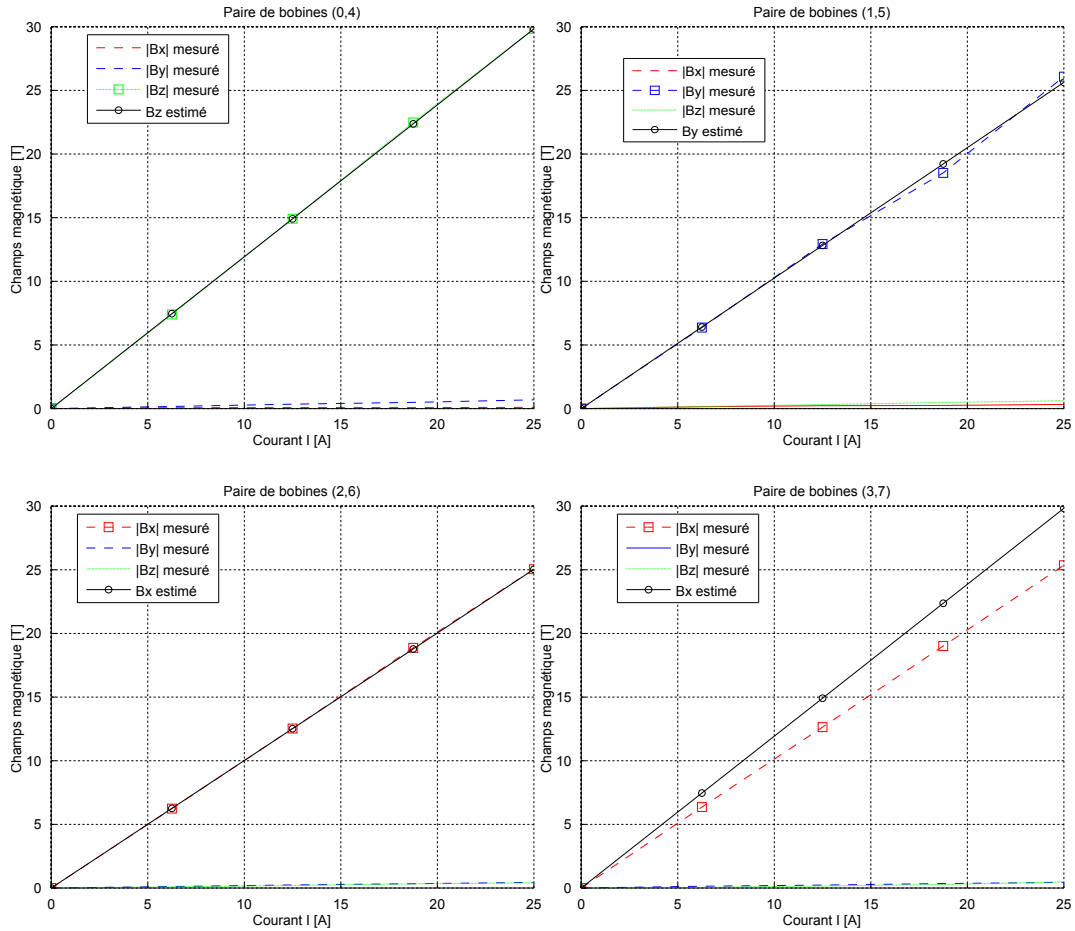 Paire de bobines (0,4)
30
25
20
15
10
5
0
Champs magnétique [T]
|Bx| mesuré
|By| mesuré
|Bz| mesuré
Bz estimé
0
5
10
15
20
25
Courant I [A]
Paire de bobines (1,5)
30
25
20
15
10
5
0
Champs magnétique [T]
|Bx| mesuré
|By| mesuré
|Bz| mesuré
By estimé
0
5
10
15
20
25
Courant I [A]
Paire de bobines (2,6)
30
25
20
15
10
5
0
Champs magnétique [T]
|Bx| mesuré
|By| mesuré
|Bz| mesuré
Bx estimé
0
5
10
15
20
25
Courant I [A]
Paire de bobines (3,7)
30
25
20
15
10
5
0
Champs magnétique [T]
|Bx| mesuré
|By| mesuré
|Bz| mesuré
Bx estimé
0
5
10
15
20
25
Courant I [A]